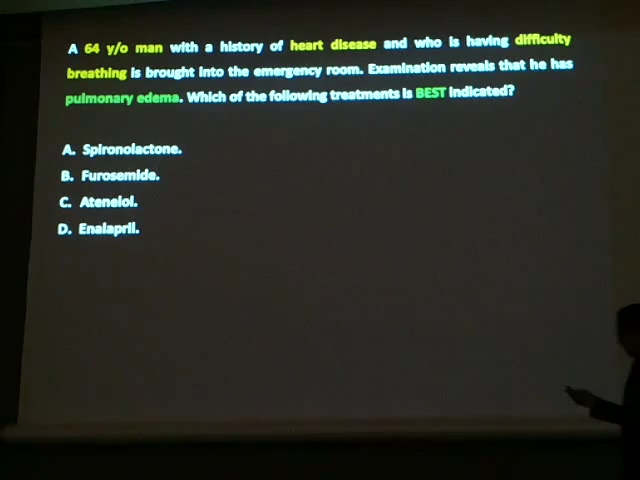 A 64 y/o man with a history of heart disease and who is having difficulty
breathing is brought into the emergency room. Examination reveals that he has
pulmonary edema. Which of the following treatments is BEST indicated?
A. Spironolactone.
B. Furosemide.
C. Atenelol.
D. Enalapril.